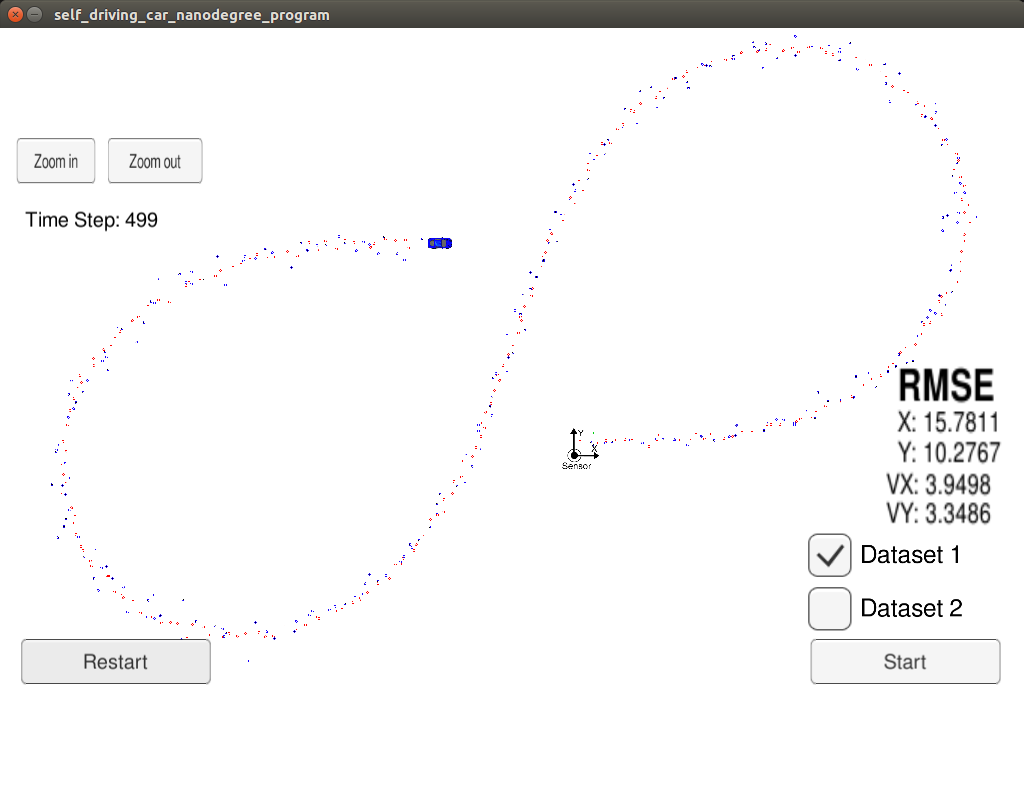 self_driving_car_nanodegree_program
Zoom in
Zoom out
Time Step: 499
RMSE
X: 15.7811
Y: 10.2767
VX: 3.9498
VY: 3.3486
Y
X
Sensor
Dataset 1
Dataset 2
Restart
Start